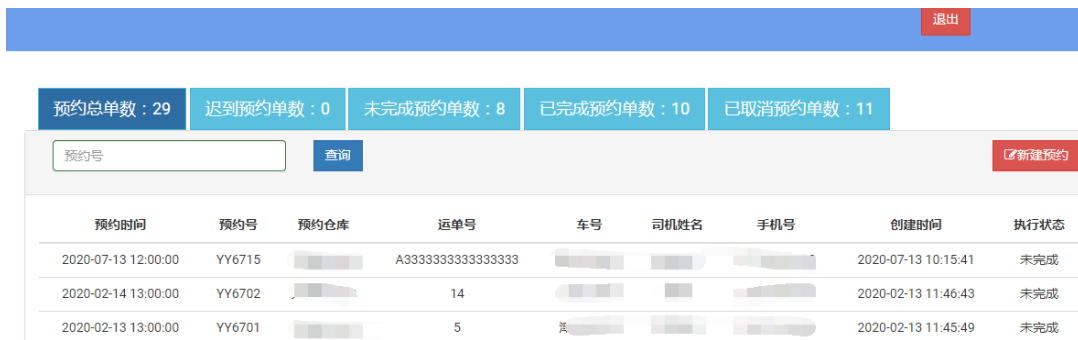 退出
预约总单数：29 迟到预约单数：0 未完成预约单数：8 已完成预约单数：10 已取消预约单数：11
预约号 查询 新建预约
预约时间 预约号 预约仓库 运单号 车号 司机姓名 手机号 创建时间 执行状态
2020-07-13 12:00:00 YY6715 A3333333333333333 2020-07-13 10:15:41 未完成
2020-02-14 13:00:00 YY6702 14 2020-02-13 11:46:43 未完成
2020-02-13 13:00:00 YY6701 5 2020-02-13 11:45:49 未完成